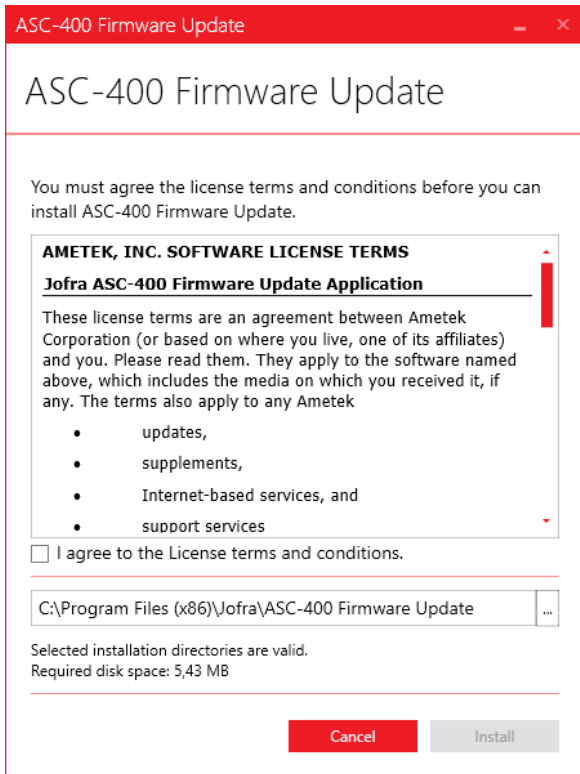 ASC-400 Firmware Update
ASC-400 Firmware Update
You must agree the license terms and conditions before you can
install ASC-400 Firmware Update.
AMETEK, INC. SOFTWARE LICENSE TERMS
Jofra ASC-400 Firmware Update Application
These license terms are an agreement between Ametek
Corporation (or based on where you live, one of its affiliates)
and you. Please read them. They apply to the software named
above, which includes the media on which you received it, if
any. The terms also apply to any Ametek
• updates,
• supplements,
• Internet-based services, and
• support services
I agree to the License terms and conditions.
C:\Program Files (x86)\Jofra\ASC-400 Firmware Update
...
Selected installation directories are valid.
Required disk space: 5,43 MB
Cancel Install